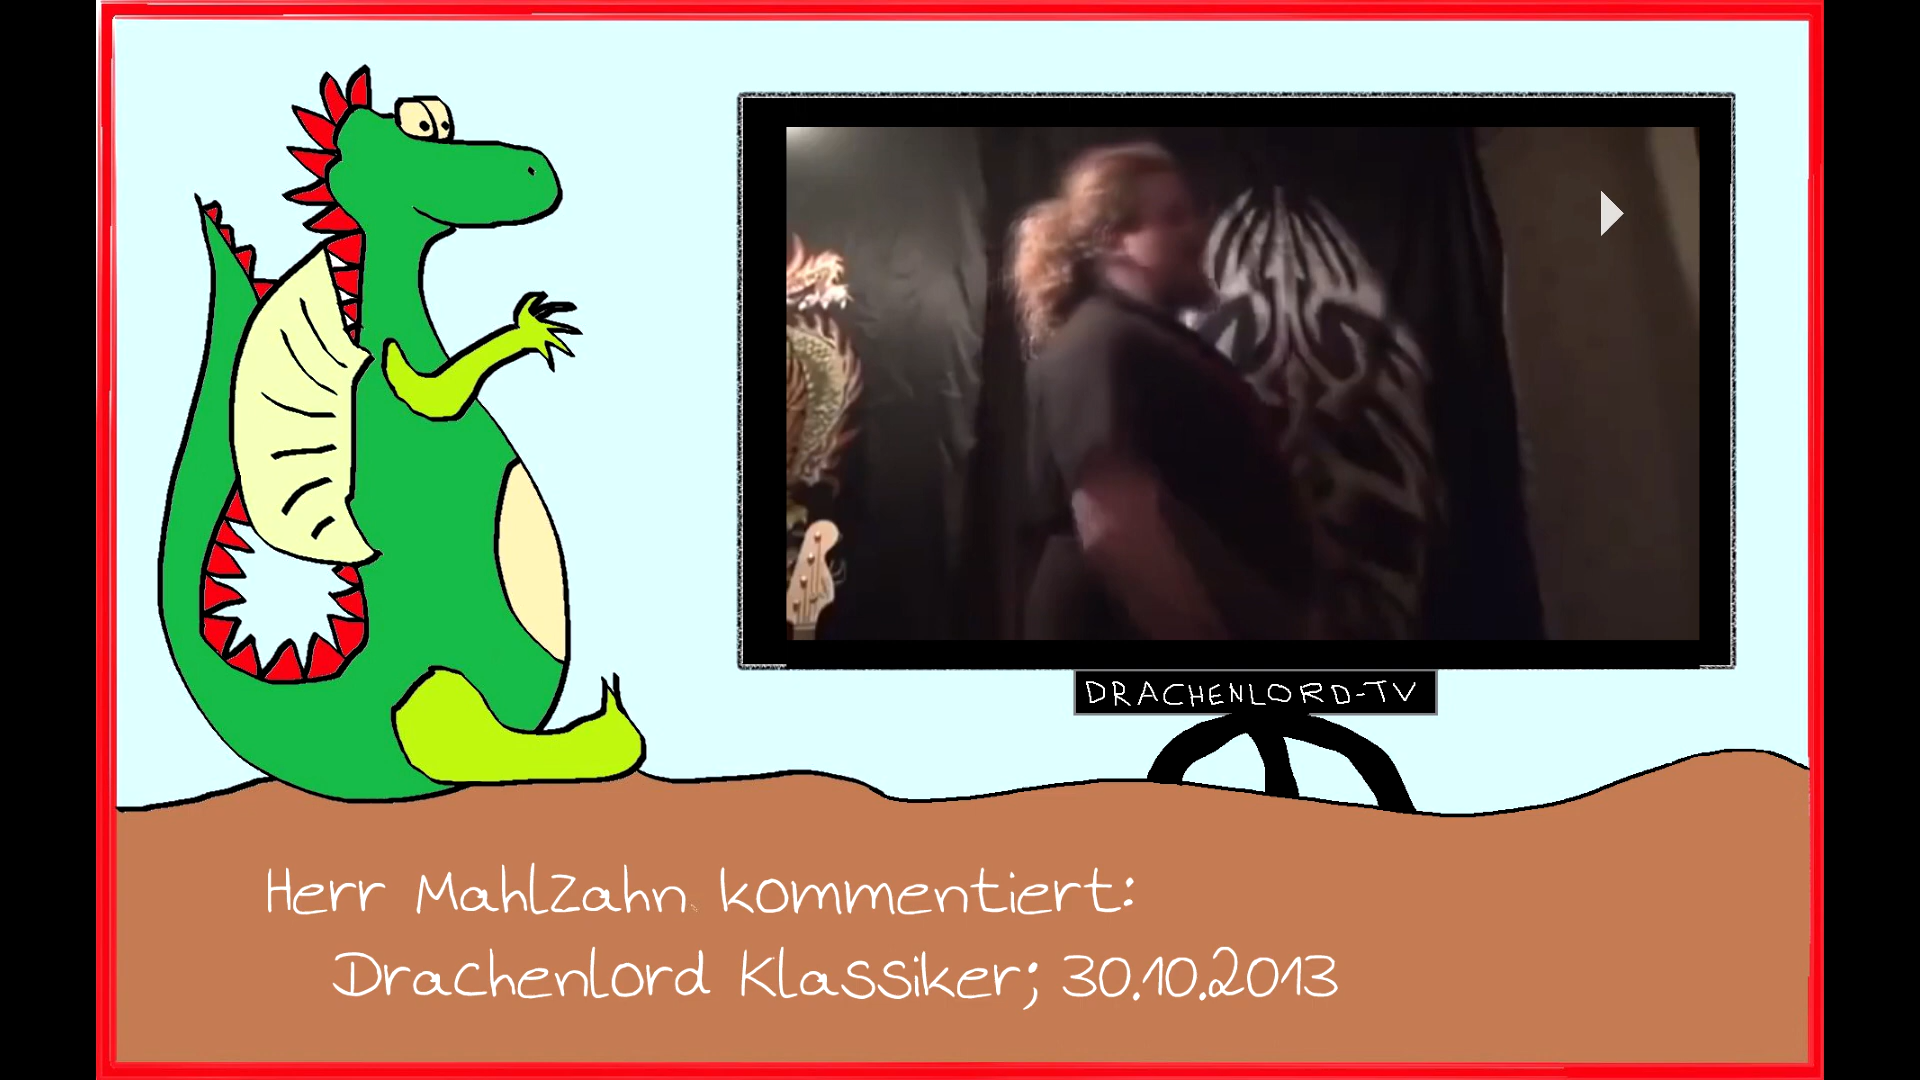 DRACHENLORD-TV
Herr Mahlzahn kommentiert:
Drachenlord Klassiker; 30.10.2013